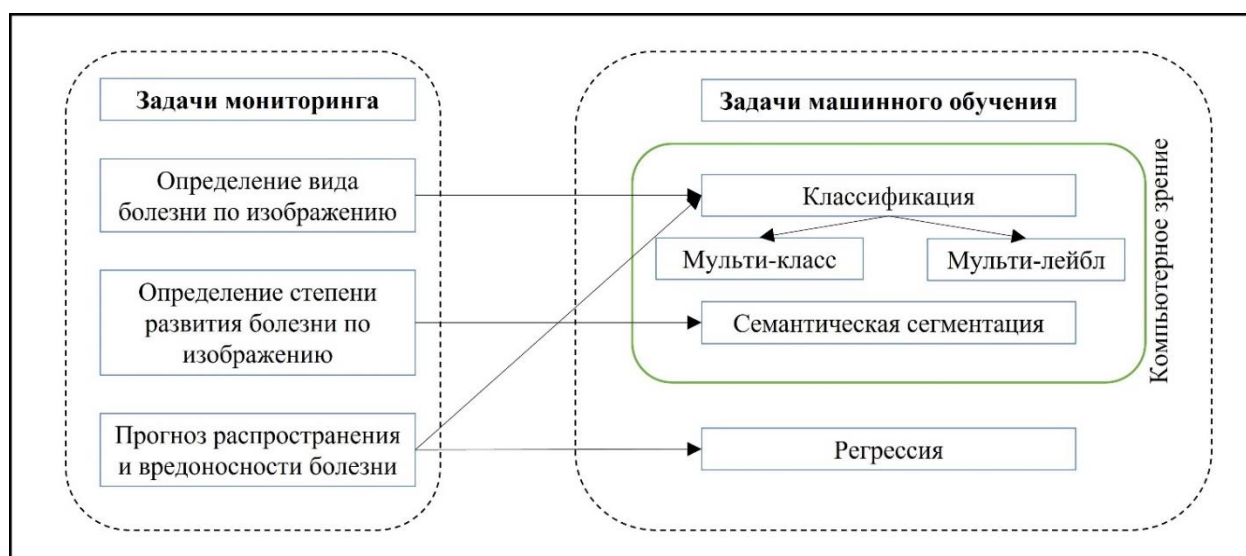 Задачи мониторинга
Определение вида
болезни по изображению
Определение степени
развития болезни по
изображению
Прогноз распространения
и вредоносности болезни
Задачи машинного обучения
Классификация
Мульти-класс
Мульти-лейбл
Семантическая сегментация
Компьютерное зрение
Регрессия